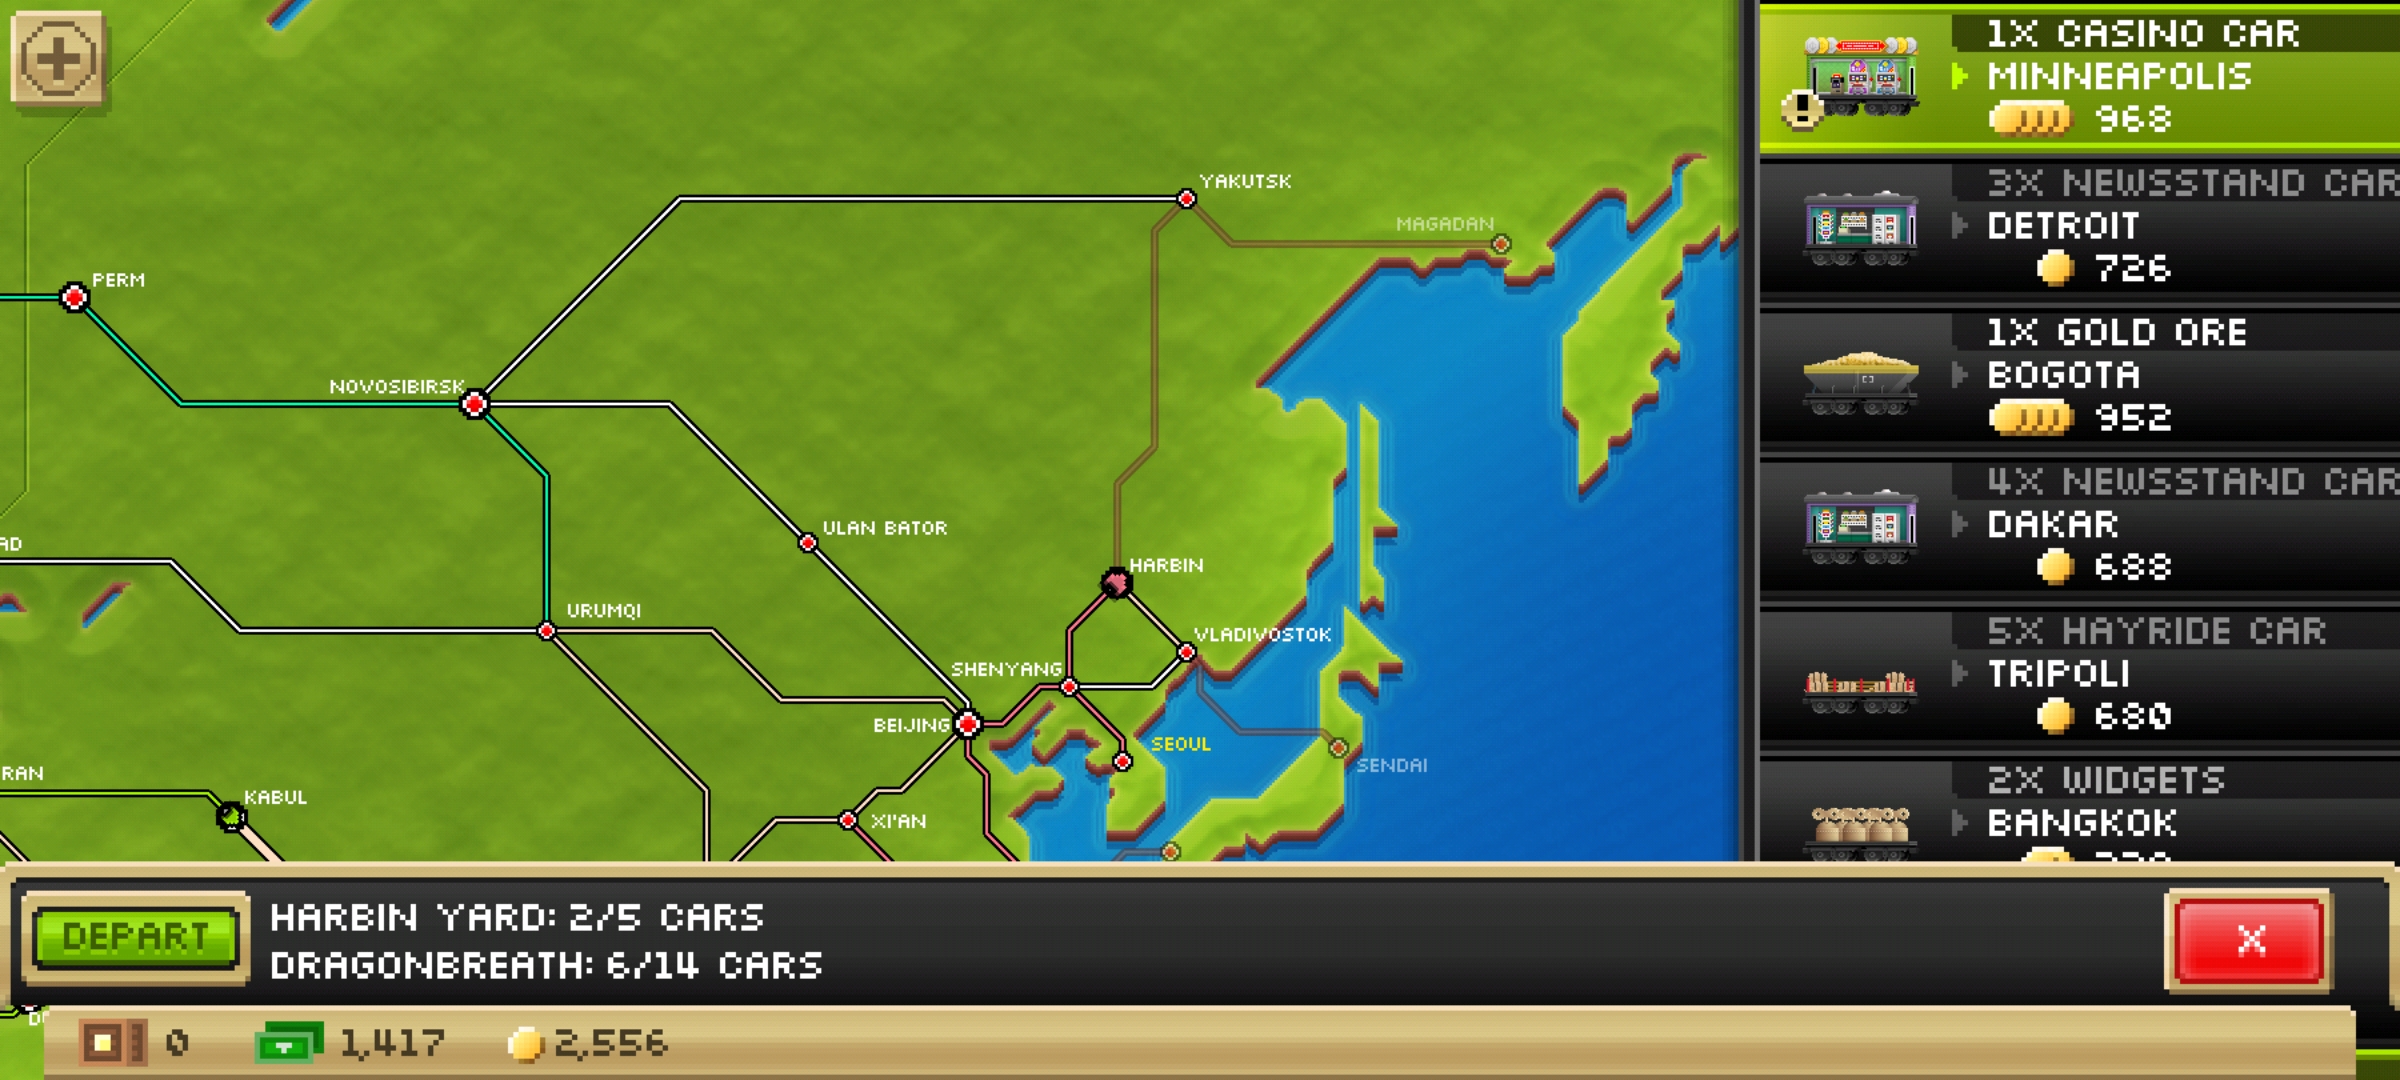 YAKUTSK
MAGADAN
PERM
NOVOSIBIRSK
ULAN BATOR
AD
HARBIN
URUMQI
VLADIVOSTOK
SHENYANG
BEIJING
SEOUL
SENDAI
RAN
KABUL
XI'AN
1X CASINO CAR
MINNEAPOLIS
968
3X NEWSSTAND CAR
DETROIT
726
1X GOLD ORE
BOGOTA
952
4X NEWSSTAND CAR
DAKAR
688
5X HAYRIDE CAR
TRIPOLI
680
2X WIDGETS
BANGKOK
DEPART
HARBIN YARD: 2/5 CARS
DRAGONBREATH: 6/14 CARS
X
0
1,417
2,556